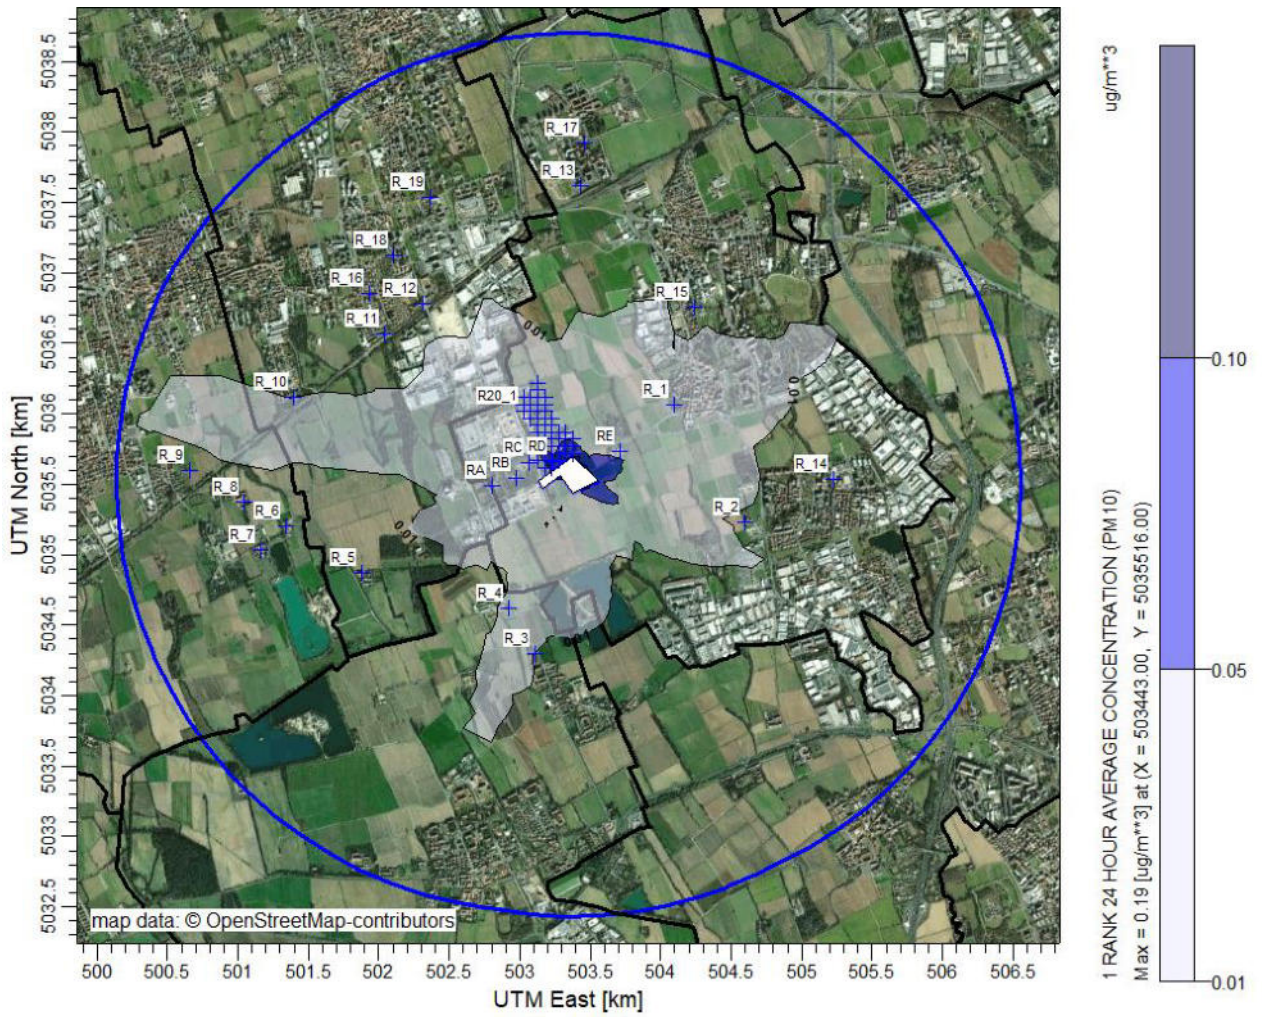 5038.5
5038
5037.5
5037
5036.5
5036
5035.5
5035
5034.5
5034
5033.5
5033
5032.5
UTM North [km]
R_17
R_13
R_19
R_18
R_16
R_12
R_15
R_11
0.01
R_10
R20_1
R_1
0.01
RE
RC
RD
RB
RA
R_9
R_14
R_8
R_6
R_2
R_7
0.01
R_5
R_4
R_3
0.01
map data: © OpenStreetMap-contributors
500
500.5
501
501.5
502
502.5
503
503.5
504
504.5
505
505.5
506
506.5
UTM East [km]
ug/m**3
1 RANK 24 HOUR AVERAGE CONCENTRATION (PM10)
Max = 0.19 [ug/m**3] at (X = 503443.00, Y = 5035516.00)
0.10
0.05
0.01